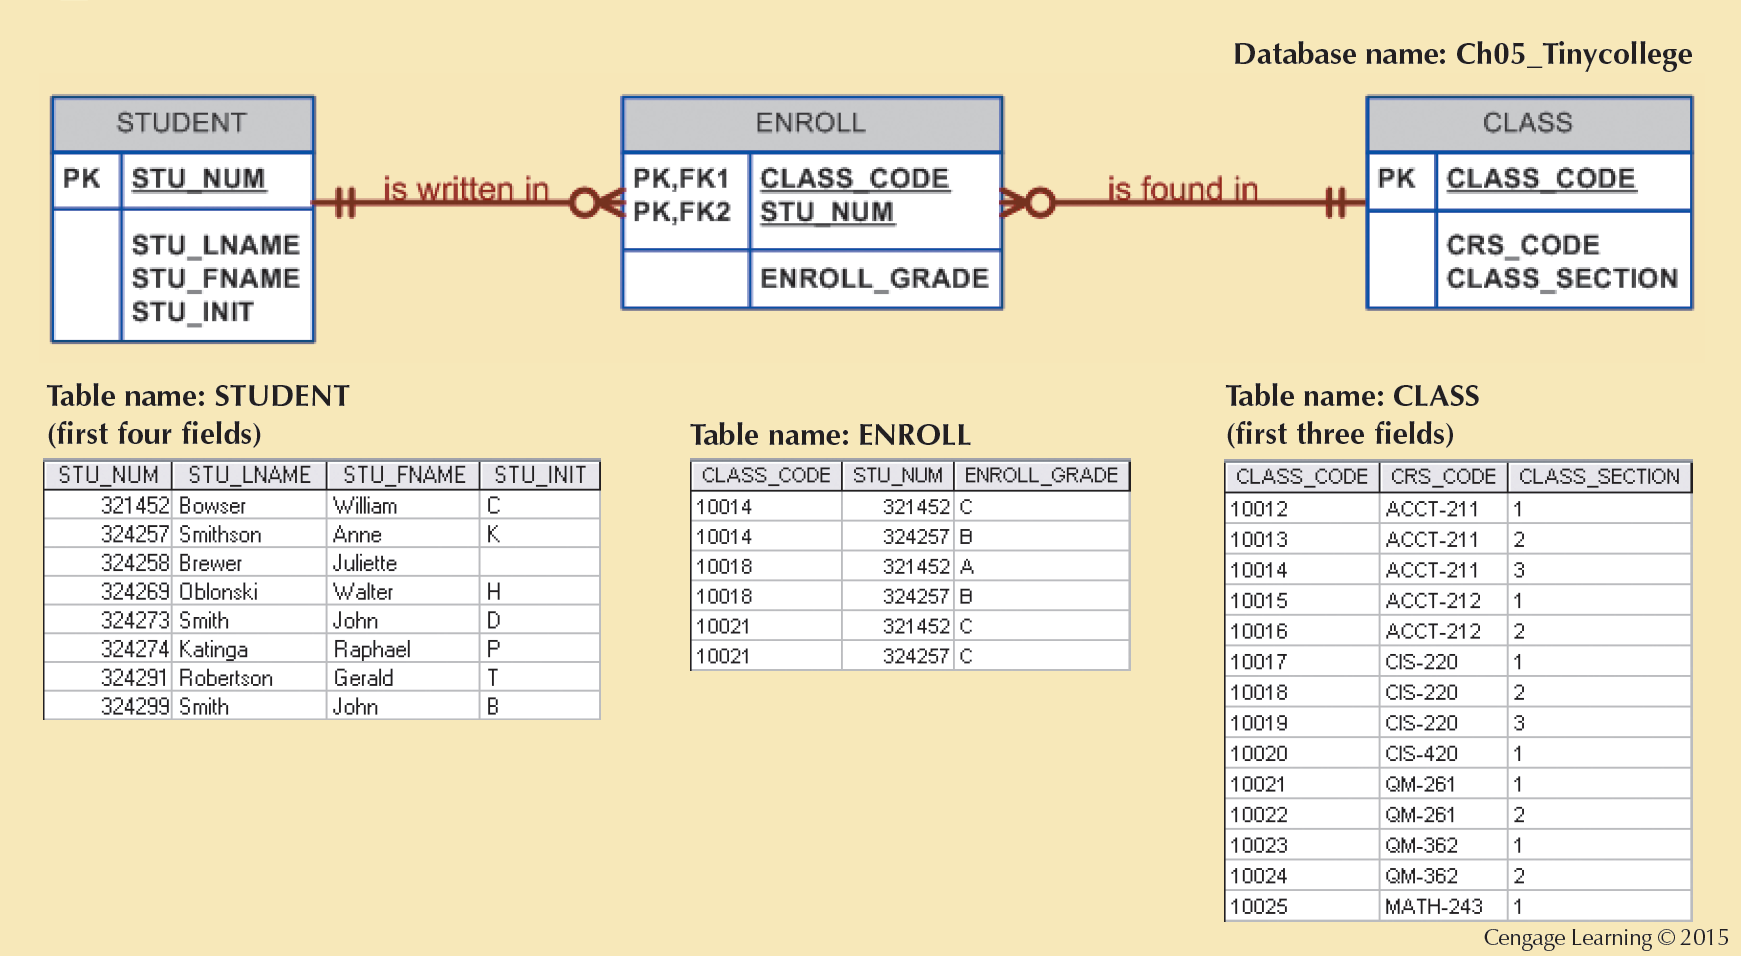 Database name: Ch05_Tinycollege
STUDENT
PK STU_NUM
STU_LNAME
STU_FNAME
STU_INIT
is written in
ENROLL
PK,FK1 CLASS_CODE
PK,FK2 STU_NUM
ENROLL_GRADE
is found in
CLASS
PK CLASS_CODE
CRS_CODE
CLASS_SECTION
Table name: STUDENT
(first four fields)
STU_NUM STU_LNAME STU_FNAME STU_INIT
321452 Bowser William C
324257 Smithson Anne K
324258 Brewer Juliette
324269 Oblonski Walter H
324273 Smith John D
324274 Katinga Raphael P
324291 Robertson Gerald T
324299 Smith John B
Table name: ENROLL
CLASS_CODE STU_NUM ENROLL_GRADE
10014 321452 C
10014 324257 B
10018 321452 A
10018 324257 B
10021 321452 C
10021 324257 C
Table name: CLASS
(first three fields)
CLASS_CODE CRS_CODE CLASS_SECTION
10012 ACCT-211 1
10013 ACCT-211 2
10014 ACCT-211 3
10015 ACCT-212 1
10016 ACCT-212 2
10017 CIS-220 1
10018 CIS-220 2
10019 CIS-220 3
10020 CIS-420 1
10021 QM-261 1
10022 QM-261 2
10023 QM-362 1
10024 QM-362 2
10025 MATH-243 1
Cengage Learning © 2015